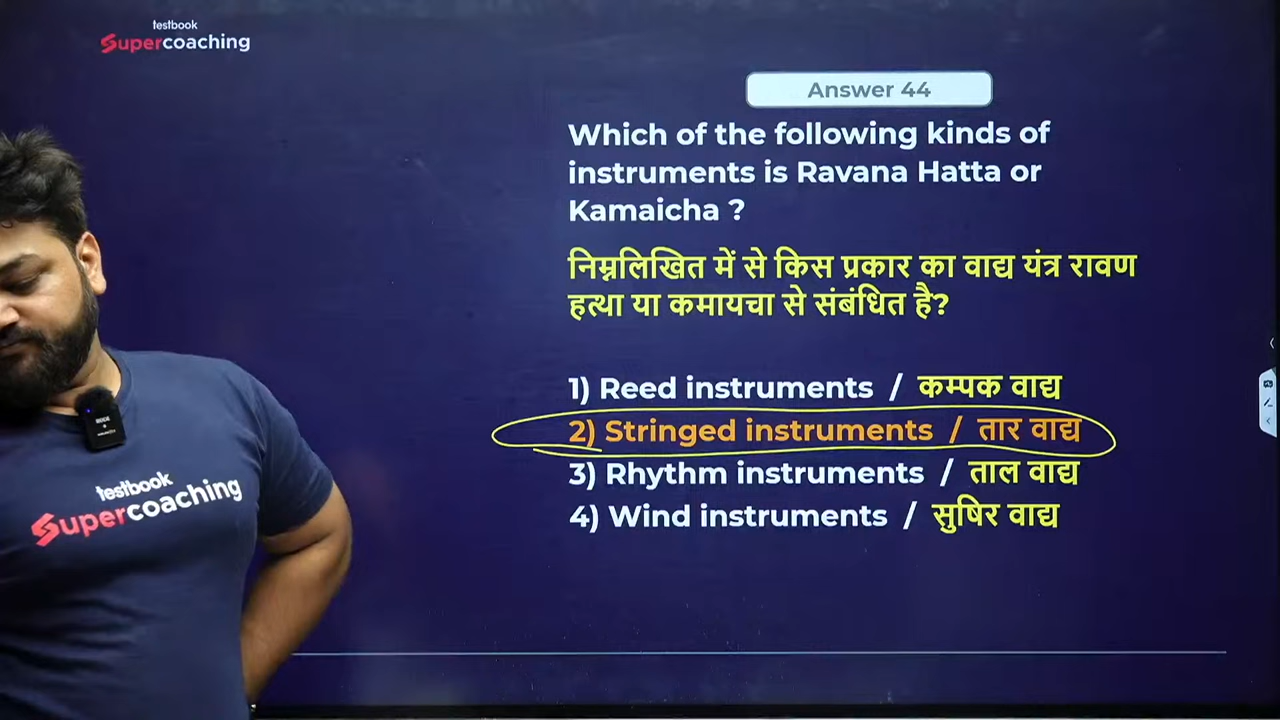 testbook
Supercoaching
Answer 44
Which of the following kinds of
instruments is Ravana Hatta or
Kamaicha ?
निम्नलिखित में से किस प्रकार का वाद्य यंत्र रावण
हत्था या कमायचा से संबंधित है?
1) Reed instruments / कम्पक वाद्य
2) Stringed instruments / तार वाद्य
3) Rhythm instruments / ताल वाद्य
4) Wind instruments / सुषिर वाद्य
testbook
Supercoaching